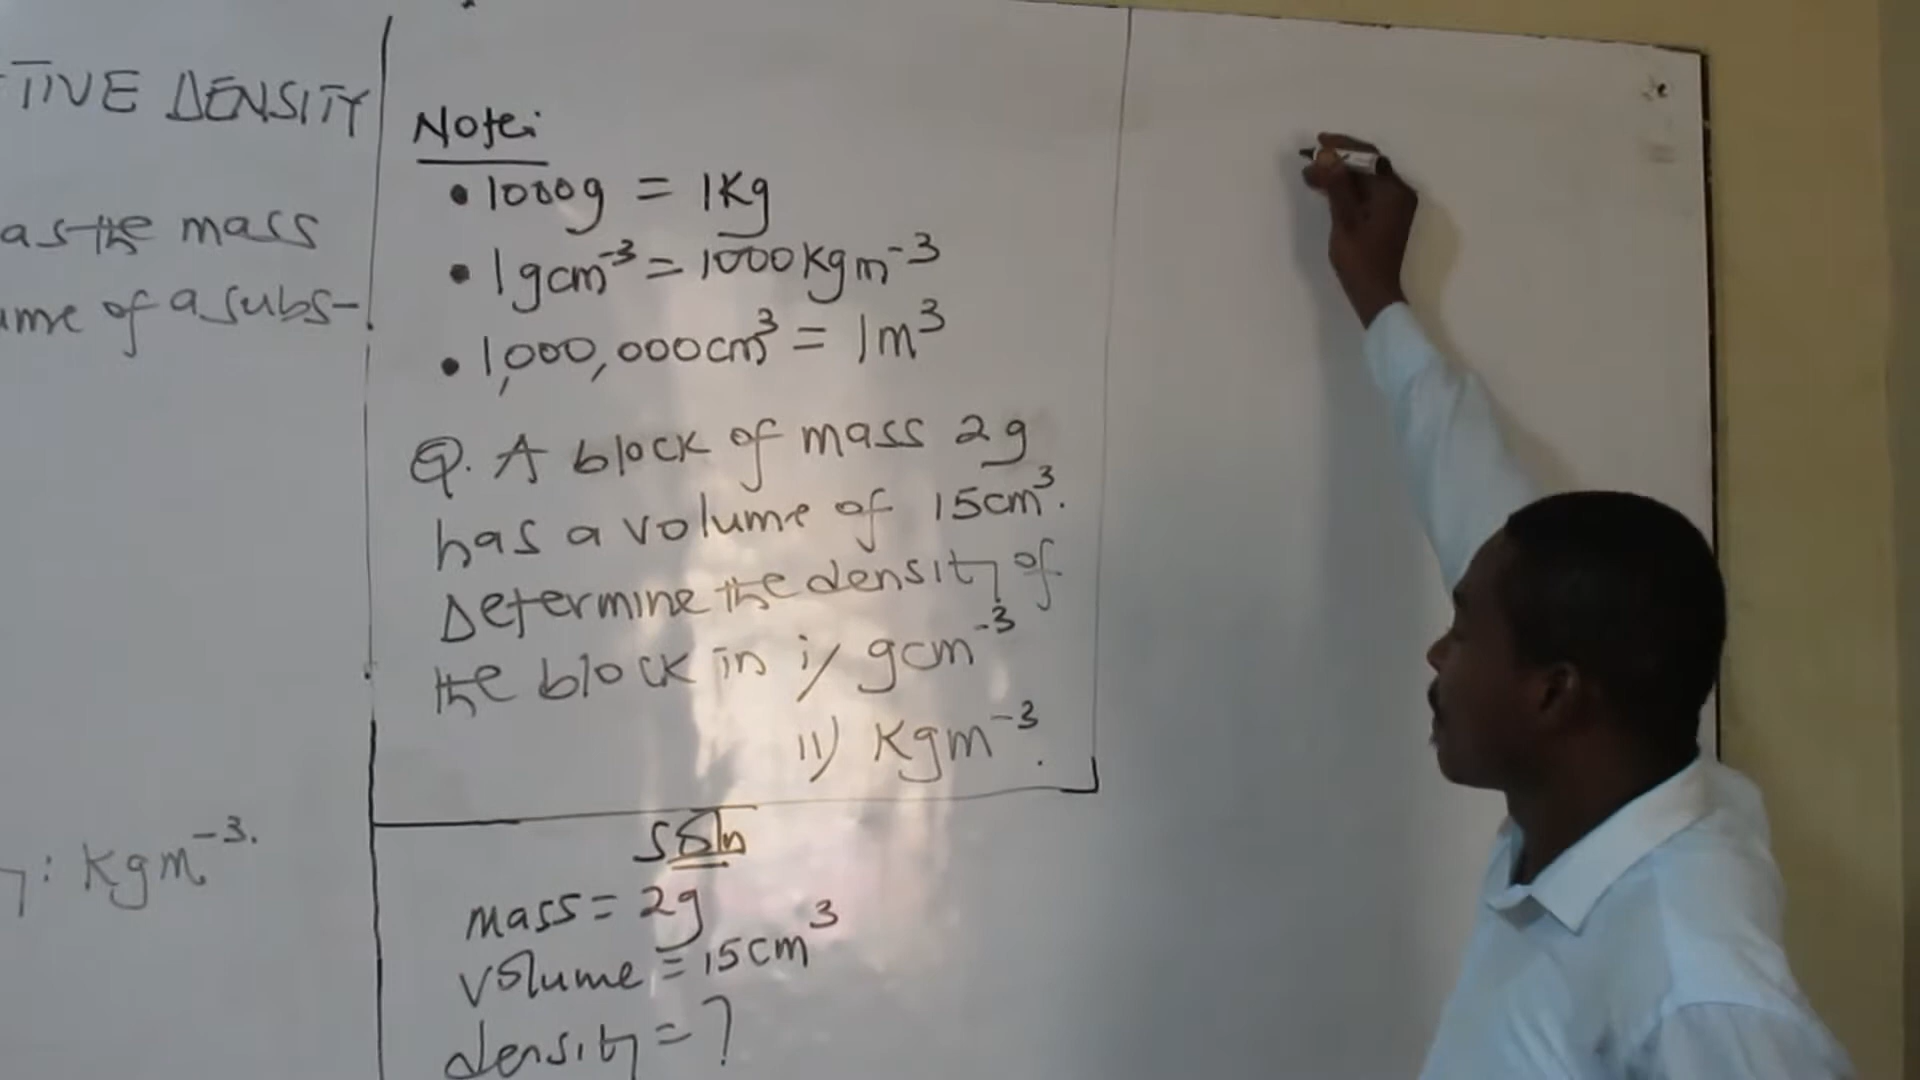 TIVE DENSITY
as the mass
ume of a subs-
: Kgm⁻³.
Note:
• 1000g = 1Kg
• 1gcm⁻³ = 1000Kgm⁻³
• 1,000,000cm³ = 1m³
Q. A block of mass 2g
has a volume of 15cm³.
Determine the density of
the block in i/ gcm⁻³
ii) Kgm⁻³.
Soln
mass = 2g
volume = 15cm³
density = ?